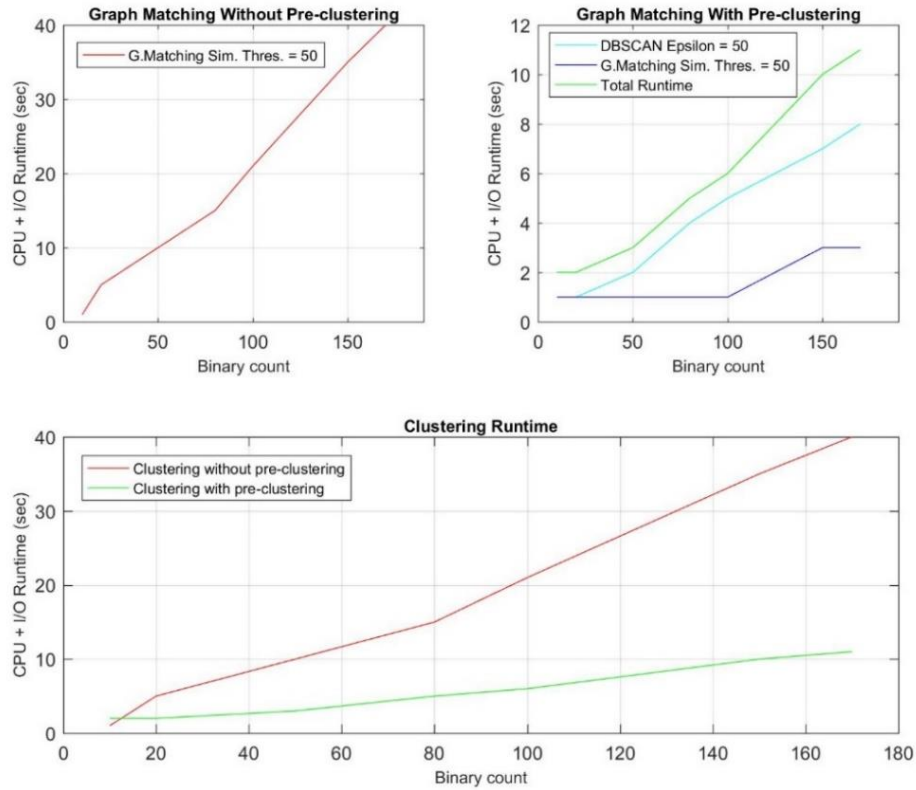 Graph Matching Without Pre-clustering
G.Matching Sim. Thres. = 50
CPU + I/O Runtime (sec)
40
30
20
10
0
0 50 100 150
Binary count
Graph Matching With Pre-clustering
DBSCAN Epsilon = 50
G.Matching Sim. Thres. = 50
Total Runtime
CPU + I/O Runtime (sec)
12
10
8
6
4
2
0
0 50 100 150
Binary count
Clustering Runtime
Clustering without pre-clustering
Clustering with pre-clustering
CPU + I/O Runtime (sec)
40
30
20
10
0
0 20 40 60 80 100 120 140 160 180
Binary count